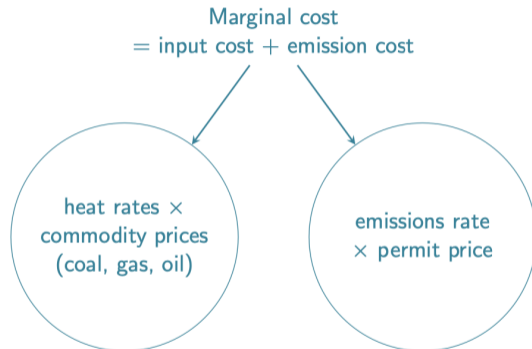 Marginal cost
= input cost + emission cost
heat rates ×
commodity prices
(coal, gas, oil)
emissions rate
× permit price